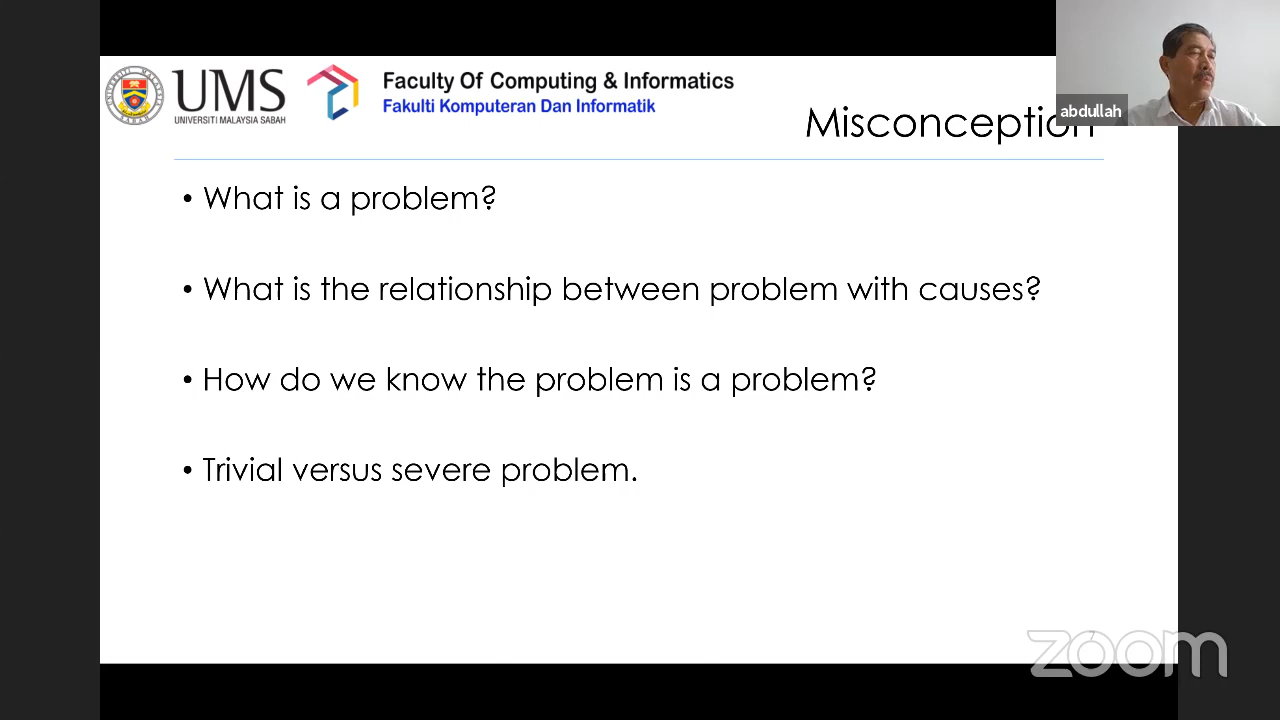 UMS
UNIVERSITI MALAYSIA SABAH
Faculty Of Computing & Informatics
Fakulti Komputeran Dan Informatik
Misconception
abdullah
• What is a problem?
• What is the relationship between problem with causes?
• How do we know the problem is a problem?
• Trivial versus severe problem.
7
zoom